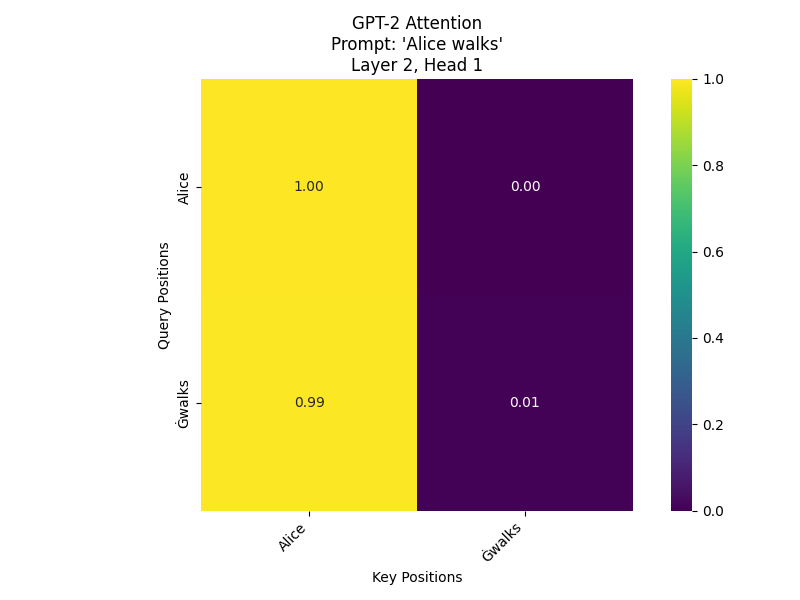 GPT-2 Attention
Prompt: 'Alice walks'
Layer 2, Head 1
Query Positions
Alice
Ġwalks
1.00
0.00
0.99
0.01
Alice
Ġwalks
Key Positions
1.0
0.8
0.6
0.4
0.2
0.0